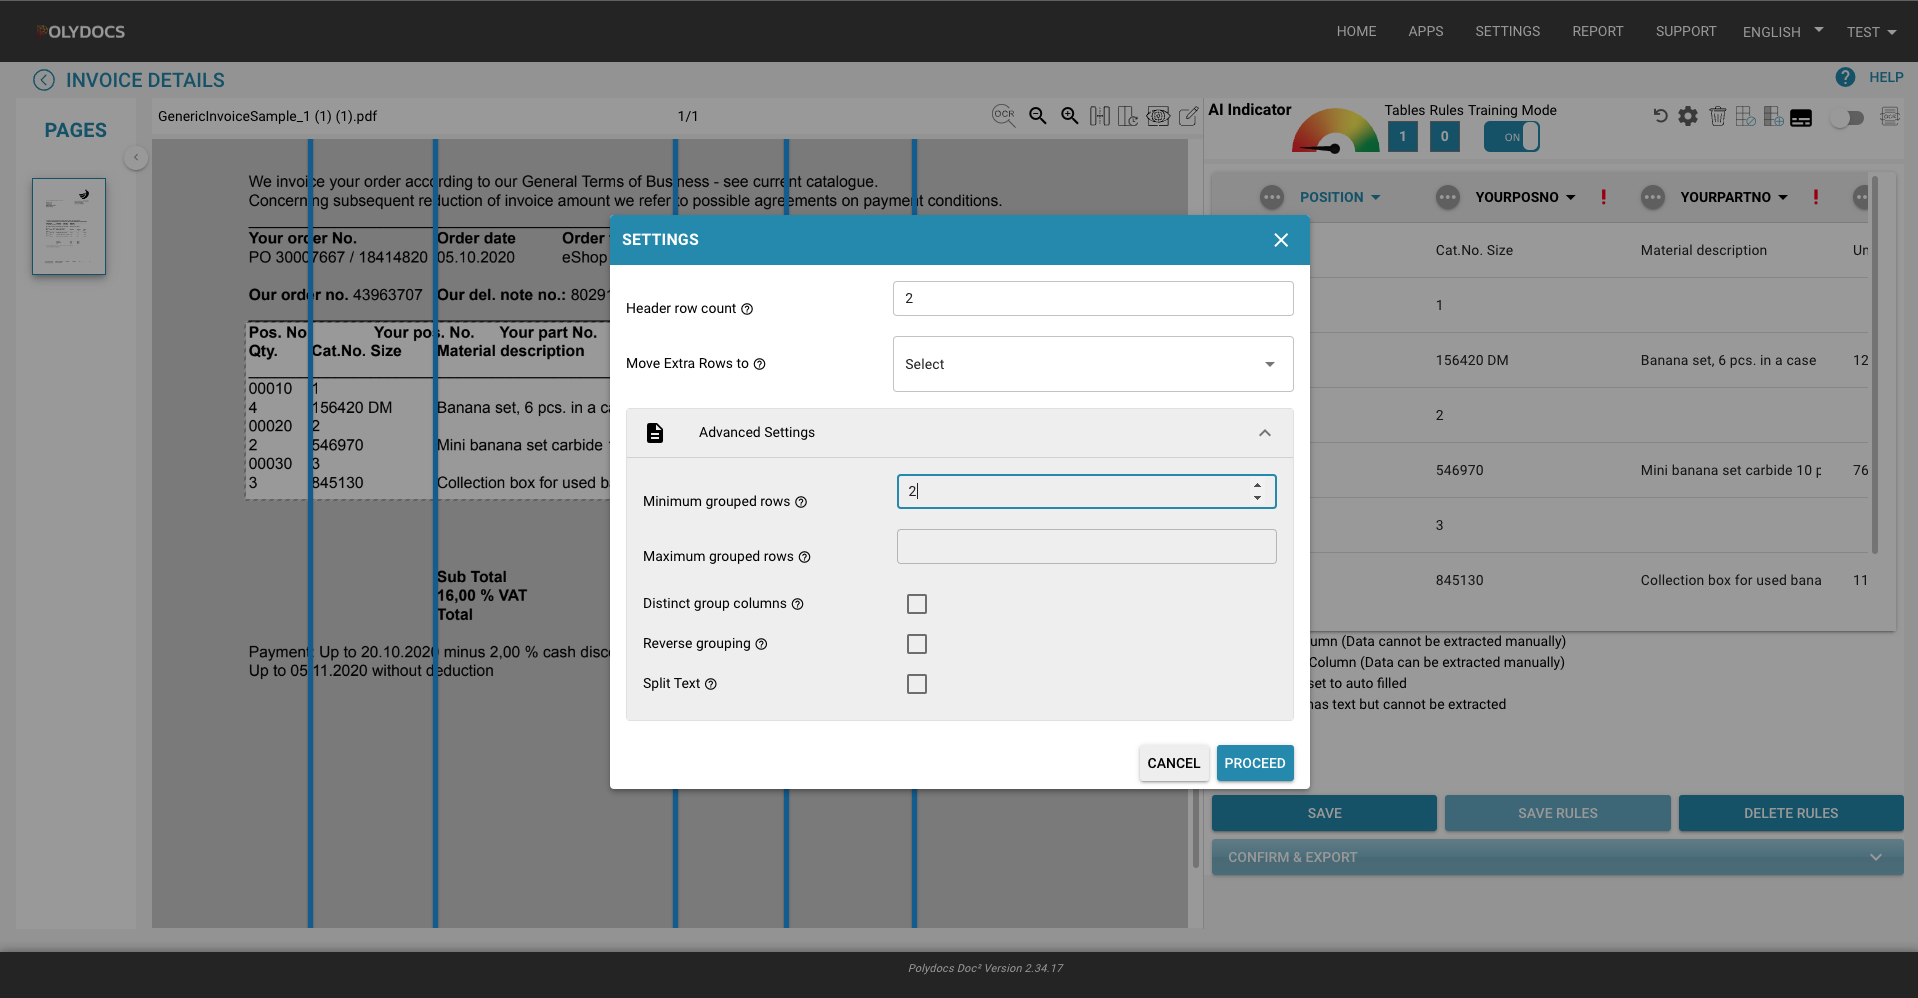 POLYDOCS
HOME
APPS
SETTINGS
REPORT
SUPPORT
ENGLISH
TEST
INVOICE DETAILS
HELP
PAGES
GenericInvoiceSample_1 (1) (1).pdf
1/1
OCR
AI Indicator
Tables Rules Training Mode
1
0
ON
We invoice your order according to our General Terms of Business - see current catalogue.
Concerning subsequent reduction of invoice amount we refer to possible agreements on payment conditions.
Your order No.
Order date
Order
PO 30007667 / 18414820
05.10.2020
eShop
Our order no. 43963707
Our del. note no.: 80291
Pos. No
Your pos. No.
Your part No.
Qty.
Cat.No. Size
Material description
00010
1
4
156420 DM
Banana set, 6 pcs. in a ca
00020
2
2
546970
Mini banana set carbide
00030
3
3
845130
Collection box for used b
Sub Total
16,00 % VAT
Total
Payment: Up to 20.10.2020 minus 2,00 % cash disc
Up to 05.11.2020 without deduction
SETTINGS
Header row count
2
Move Extra Rows to
Select
Advanced Settings
Minimum grouped rows
2
Maximum grouped rows
Distinct group columns
Reverse grouping
Split Text
CANCEL
PROCEED
POSITION
YOURPOSNO
YOURPARTNO
Cat.No. Size
Material description
Un
1
156420 DM
Banana set, 6 pcs. in a case
12
2
546970
Mini banana set carbide 10 p
76
3
845130
Collection box for used bana
11
umn (Data cannot be extracted manually)
Column (Data can be extracted manually)
set to auto filled
has text but cannot be extracted
SAVE
SAVE RULES
DELETE RULES
CONFIRM & EXPORT
Polydocs Doc² Version 2.34.17